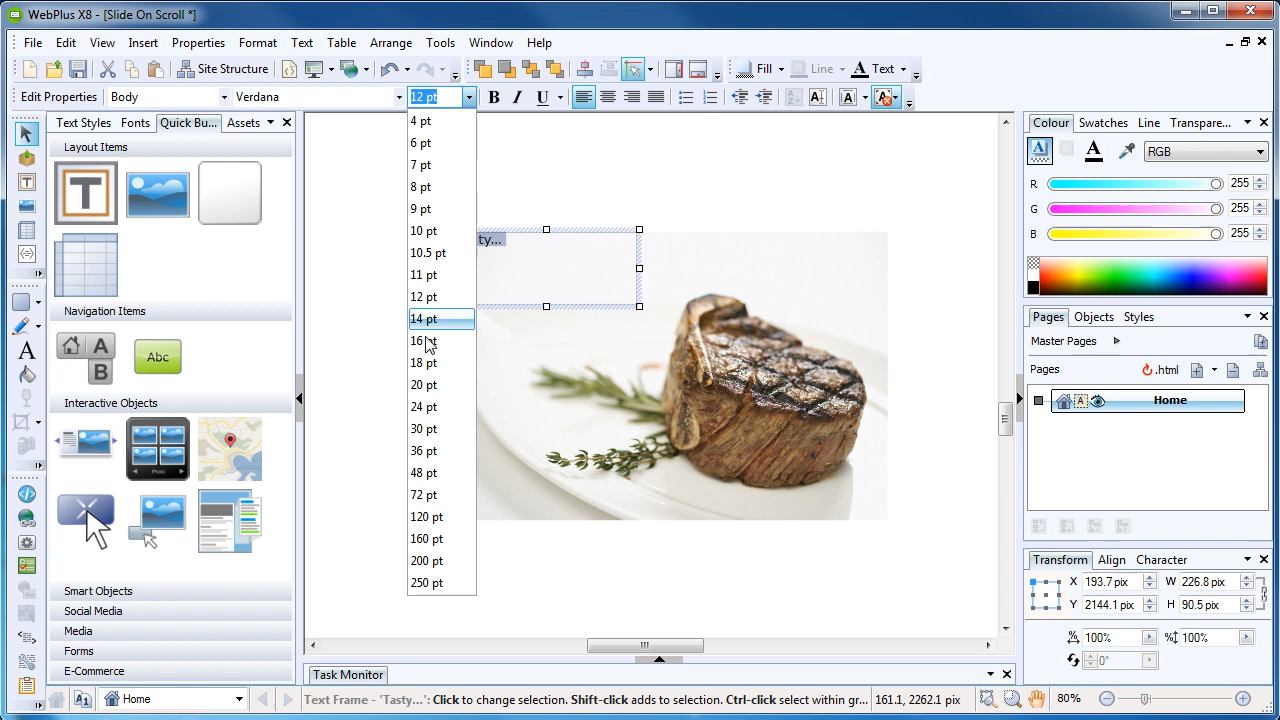 WebPlus X8 - [Slide On Scroll *]
File Edit View Insert Properties Format Text Table Arrange Tools Window Help
Site Structure Fill Line Text
Edit Properties Body Verdana 12 pt B I U
Text Styles Fonts Quick Bu... Assets
Layout Items
T
Navigation Items
A
B
Abc
Interactive Objects
Photo
Smart Objects
Social Media
Media
Forms
E-Commerce
4 pt
6 pt
7 pt
8 pt
9 pt
10 pt
10.5 pt
11 pt
12 pt
14 pt
16 pt
18 pt
20 pt
24 pt
30 pt
36 pt
48 pt
72 pt
120 pt
160 pt
200 pt
250 pt
ty...
Colour Swatches Line Transpare...
RGB
R 255
G 255
B 255
Pages Objects Styles
Master Pages
Pages .html
A Home
Transform Align Character
X 193.7 pix W 226.8 pix
Y 2144.1 pix H 90.5 pix
100% 100%
0°
Task Monitor
Home
Text Frame - 'Tasty...': Click to change selection. Shift-click adds to selection. Ctrl-click select within gr... 161.1, 2262.1 pix 80%